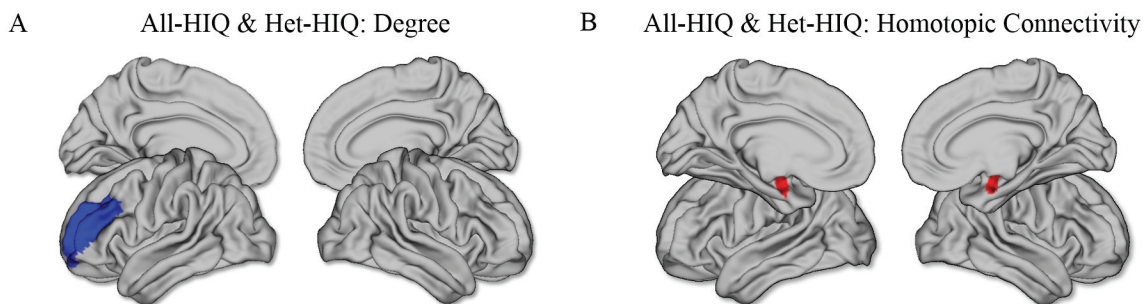 A All-HIQ & Het-HIQ: Degree
B All-HIQ & Het-HIQ: Homotopic Connectivity